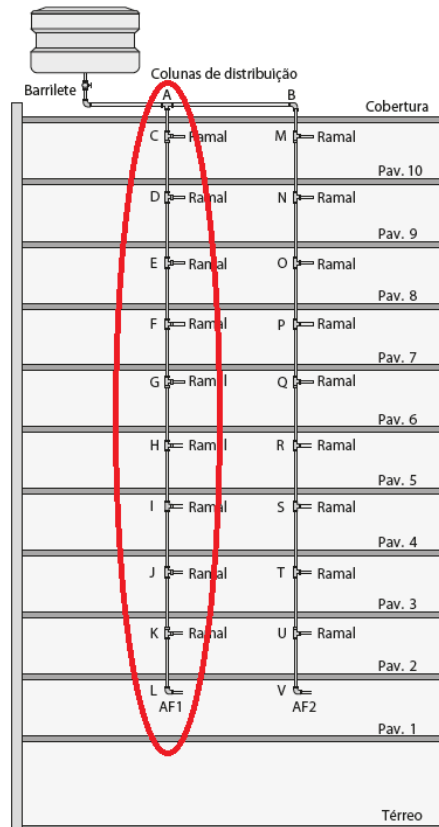 Colunas de distribuição
Barrilete A B Cobertura
C Ramal M Ramal
Pav. 10
D Ramal N Ramal
Pav. 9
E Ramal O Ramal
Pav. 8
F Ramal P Ramal
Pav. 7
G Ramal Q Ramal
Pav. 6
H Ramal R Ramal
Pav. 5
I Ramal S Ramal
Pav. 4
J Ramal T Ramal
Pav. 3
K Ramal U Ramal
Pav. 2
L V
AF1 AF2
Pav. 1
Térreo